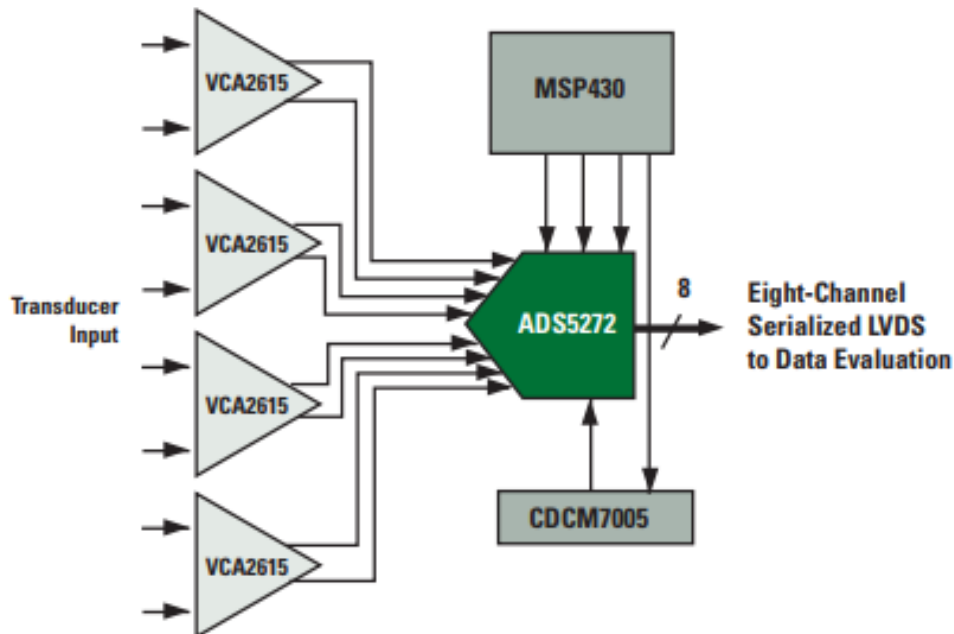 VCA2615
MSP430
VCA2615
Transducer
Input
ADS5272
8
Eight-Channel
Serialized LVDS
to Data Evaluation
VCA2615
CDCM7005
VCA2615